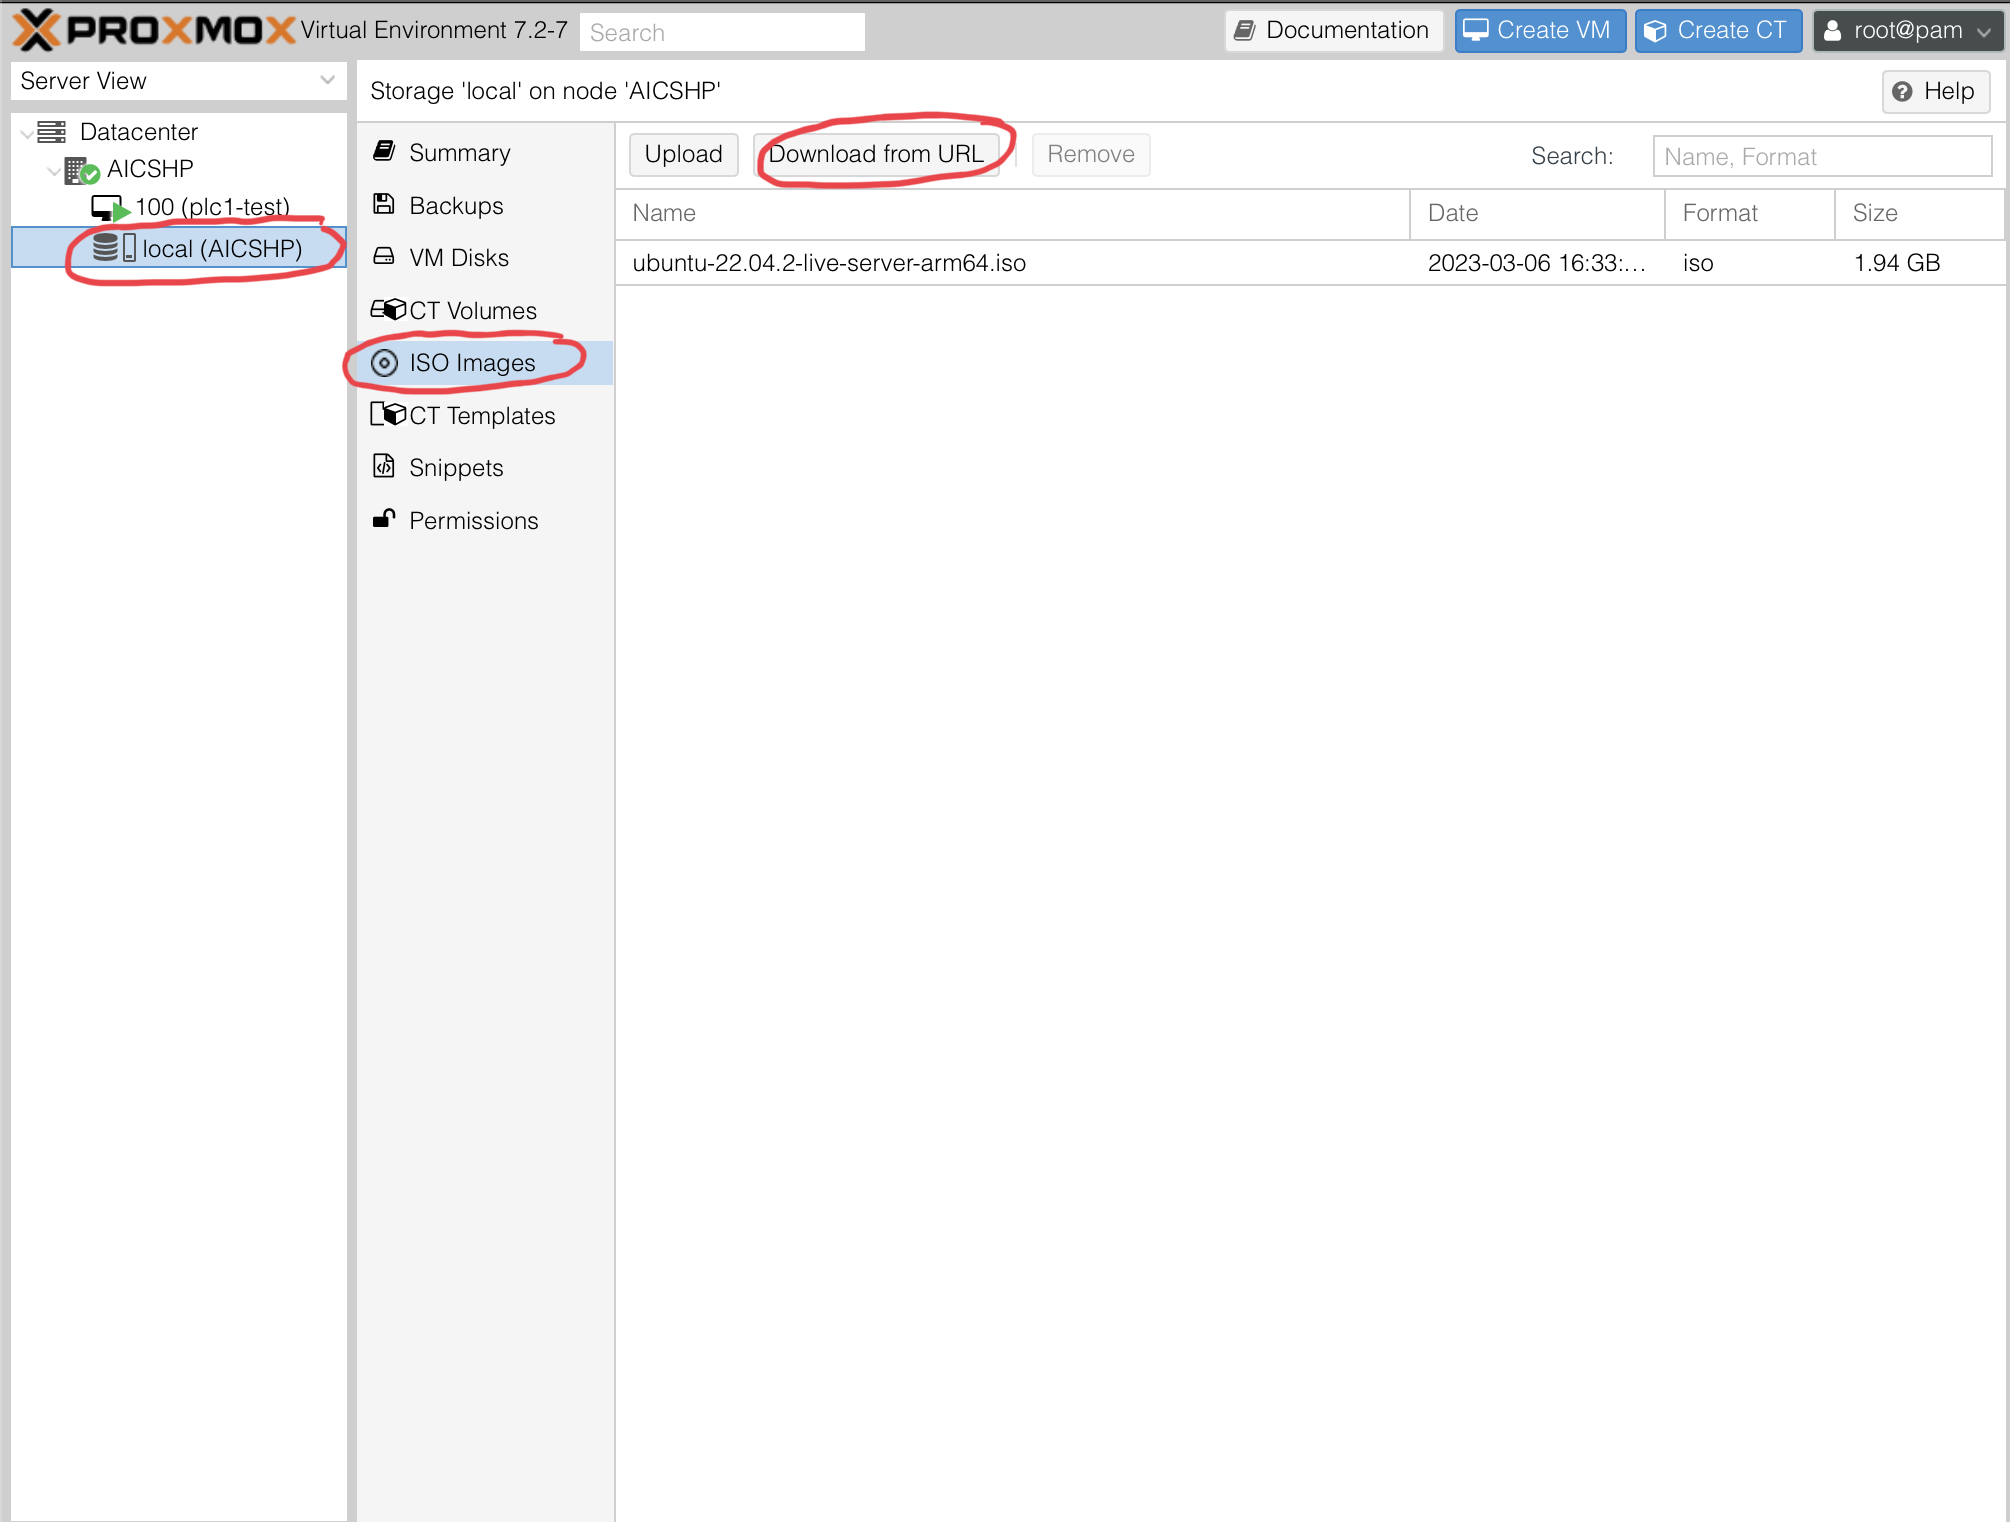 PROXMOX Virtual Environment 7.2-7 Search Documentation Create VM Create CT root@pam
Server View
Storage 'local' on node 'AICSHP' Help
Datacenter
AICSHP
100 (plc1-test)
local (AICSHP)
Summary
Backups
VM Disks
CT Volumes
ISO Images
CT Templates
Snippets
Permissions
Upload Download from URL Remove Search: Name, Format
Name Date Format Size
ubuntu-22.04.2-live-server-arm64.iso 2023-03-06 16:33:... iso 1.94 GB